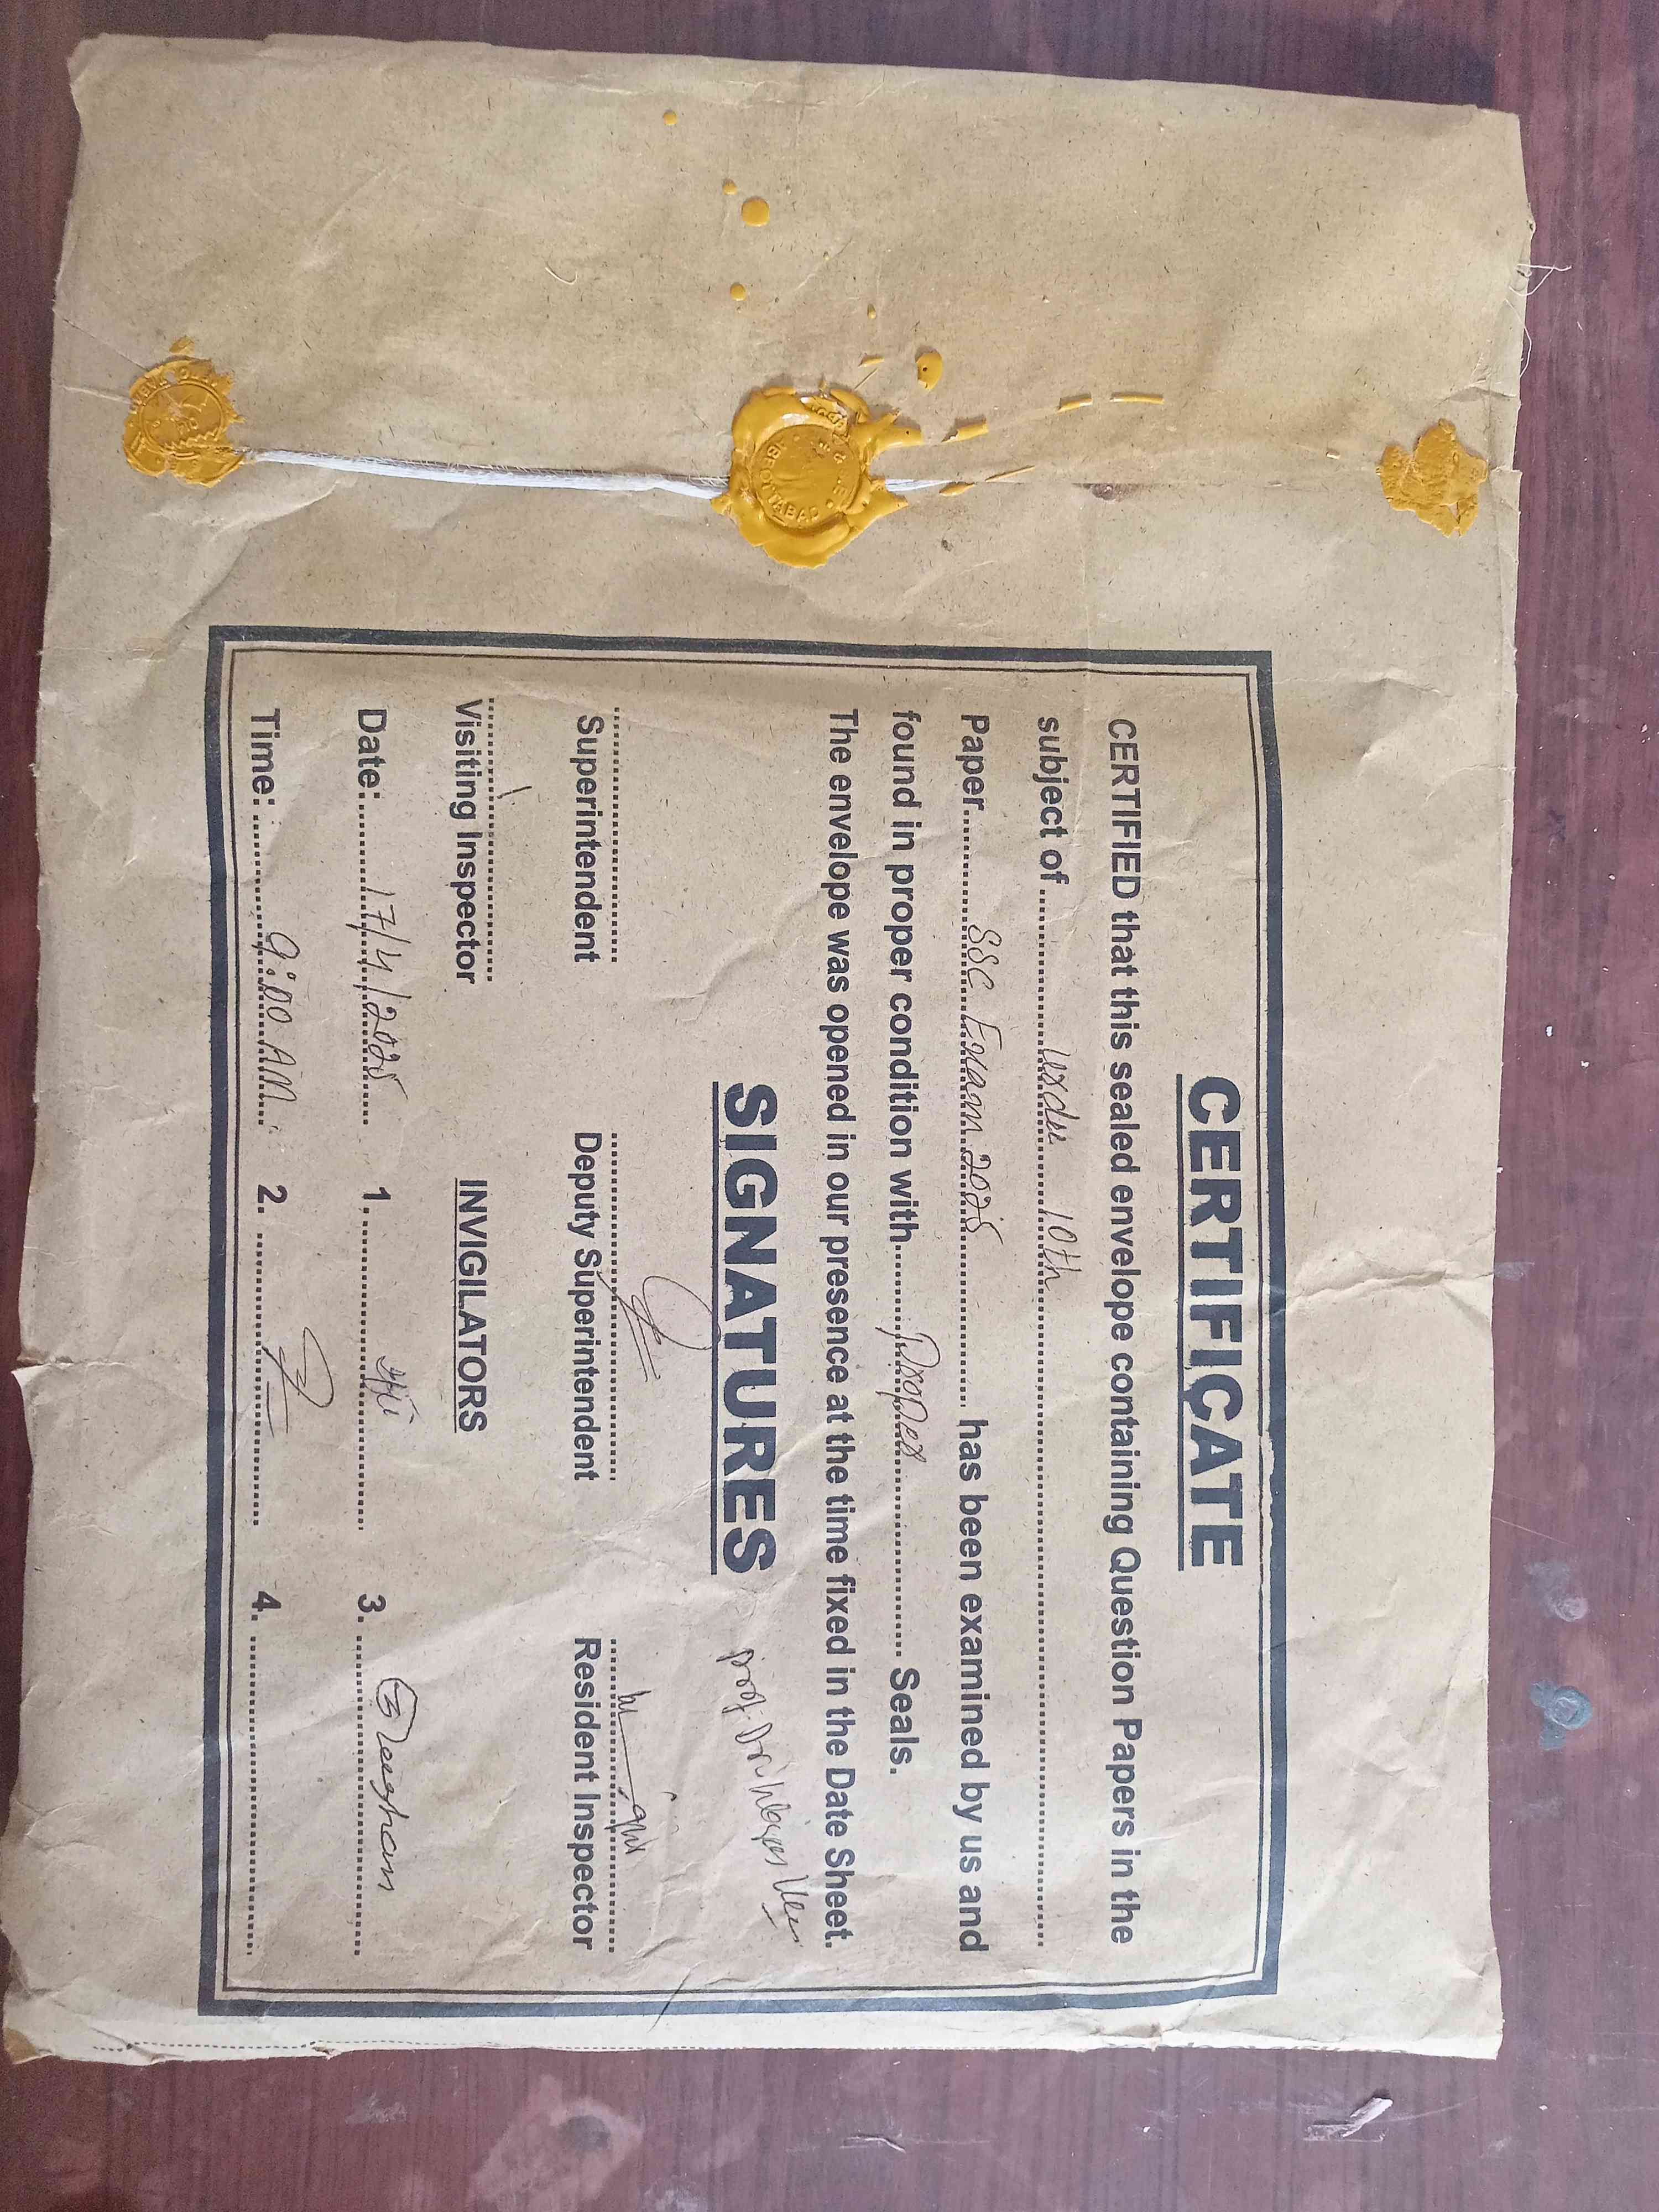 CERTIFICATE
CERTIFIED that this sealed envelope containing Question Papers in the
subject of ........ Urdu 10th ........
Paper........ SSC Exam 2025 ........ has been examined by us and
found in proper condition with........ Proper ........ Seals.
The envelope was opened in our presence at the time fixed in the Date Sheet.
SIGNATURES
Superintendent Deputy Superintendent Resident Inspector
Visiting Inspector INVIGILATORS
Date: 17/4/2025 1. 3.
Time: 9:00 AM 2. 4.